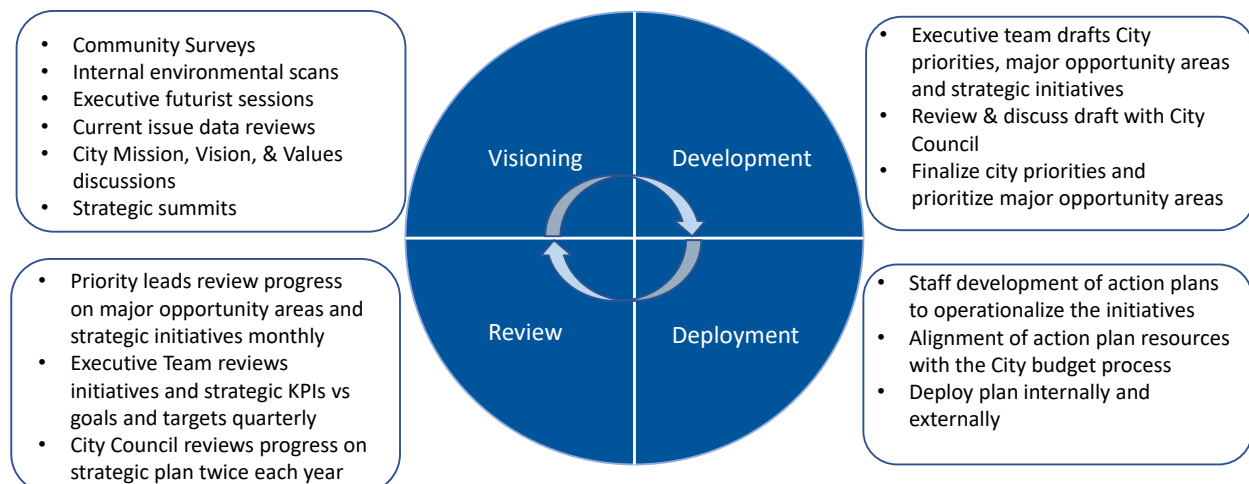 • Community Surveys
• Internal environmental scans
• Executive futurist sessions
• Current issue data reviews
• City Mission, Vision, & Values
discussions
• Strategic summits
Visioning
Development
• Executive team drafts City
priorities, major opportunity areas
and strategic initiatives
• Review & discuss draft with City
Council
• Finalize city priorities and
prioritize major opportunity areas
• Priority leads review progress
on major opportunity areas and
strategic initiatives monthly
• Executive Team reviews
initiatives and strategic KPIs vs
goals and targets quarterly
• City Council reviews progress on
strategic plan twice each year
Review
Deployment
• Staff development of action plans
to operationalize the initiatives
• Alignment of action plan resources
with the City budget process
• Deploy plan internally and
externally